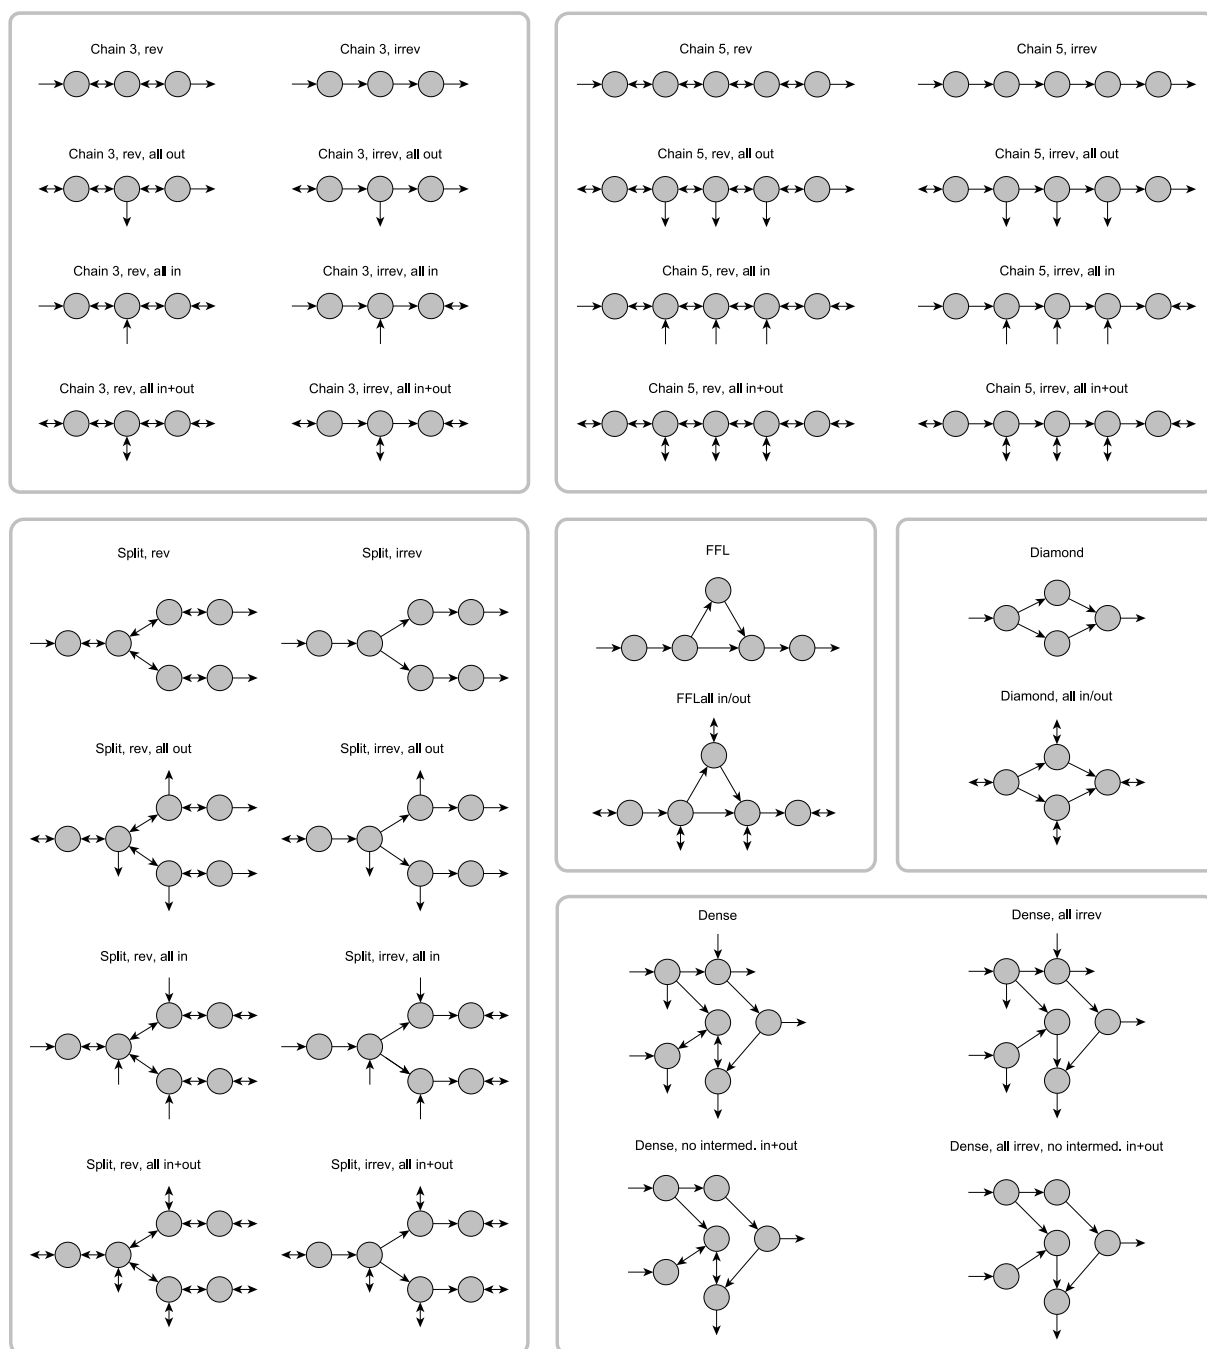 Chain 3, rev
Chain 3, irrev
Chain 3, rev, all out
Chain 3, irrev, all out
Chain 3, rev, all in
Chain 3, irrev, all in
Chain 3, rev, all in+out
Chain 3, irrev, all in+out
Chain 5, rev
Chain 5, irrev
Chain 5, rev, all out
Chain 5, irrev, all out
Chain 5, rev, all in
Chain 5, irrev, all in
Chain 5, rev, all in+out
Chain 5, irrev, all in+out
Split, rev
Split, irrev
Split, rev, all out
Split, irrev, all out
Split, rev, all in
Split, irrev, all in
Split, rev, all in+out
Split, irrev, all in+out
FFL
FFLall in/out
Diamond
Diamond, all in/out
Dense
Dense, all irrev
Dense, no intermed. in+out
Dense, all irrev, no intermed. in+out